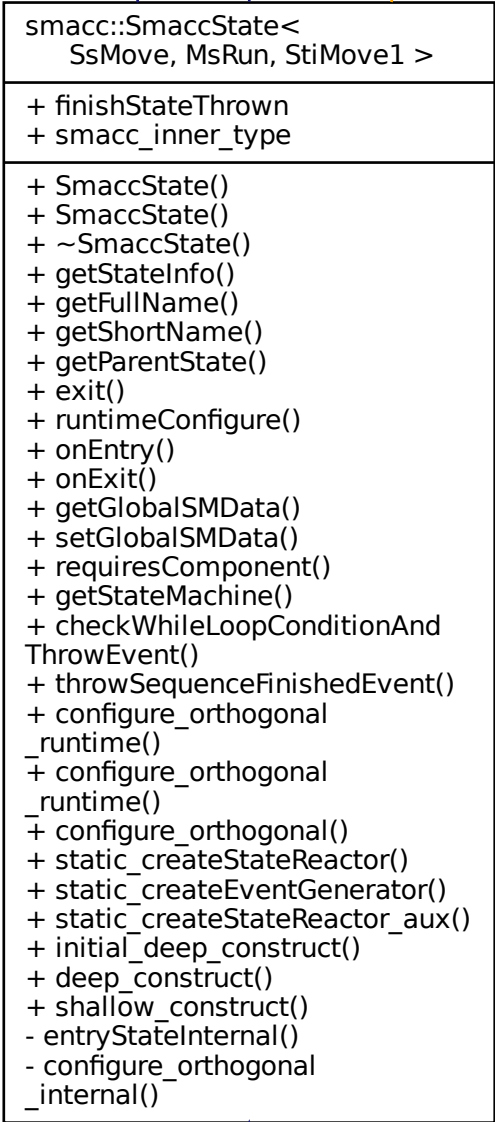 smacc::SmaccState<
SsMove, MsRun, StiMove1 >
+ finishStateThrown
+ smacc_inner_type
+ SmaccState()
+ SmaccState()
+ ~SmaccState()
+ getStateInfo()
+ getFullName()
+ getShortName()
+ getParentState()
+ exit()
+ runtimeConfigure()
+ onEntry()
+ onExit()
+ getGlobalSMData()
+ setGlobalSMData()
+ requiresComponent()
+ getStateMachine()
+ checkWhileLoopConditionAnd
ThrowEvent()
+ throwSequenceFinishedEvent()
+ configure_orthogonal
_runtime()
+ configure_orthogonal
_runtime()
+ configure_orthogonal()
+ static_createStateReactor()
+ static_createEventGenerator()
+ static_createStateReactor_aux()
+ initial_deep_construct()
+ deep_construct()
+ shallow_construct()
- entryStateInternal()
- configure_orthogonal
_internal()